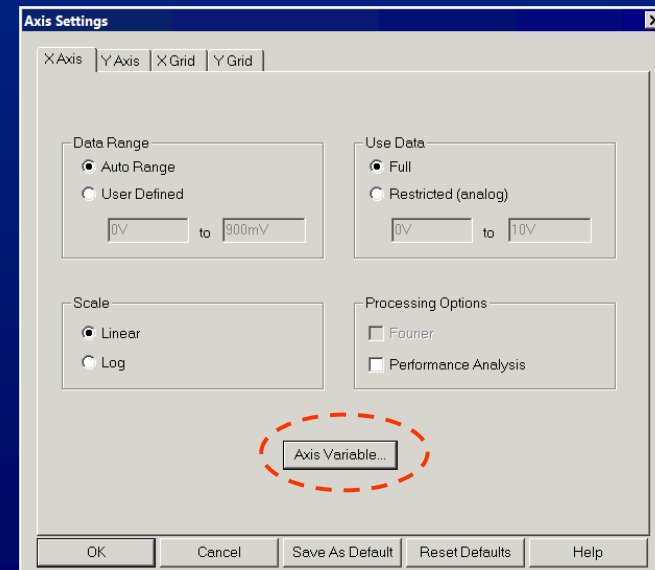 Axis Settings
X Axis Y Axis X Grid Y Grid
Data Range
Auto Range
User Defined
0V to 900mV
Use Data
Full
Restricted (analog)
0V to 10V
Scale
Linear
Log
Processing Options
Fourier
Performance Analysis
Axis Variable...
OK Cancel Save As Default Reset Defaults Help